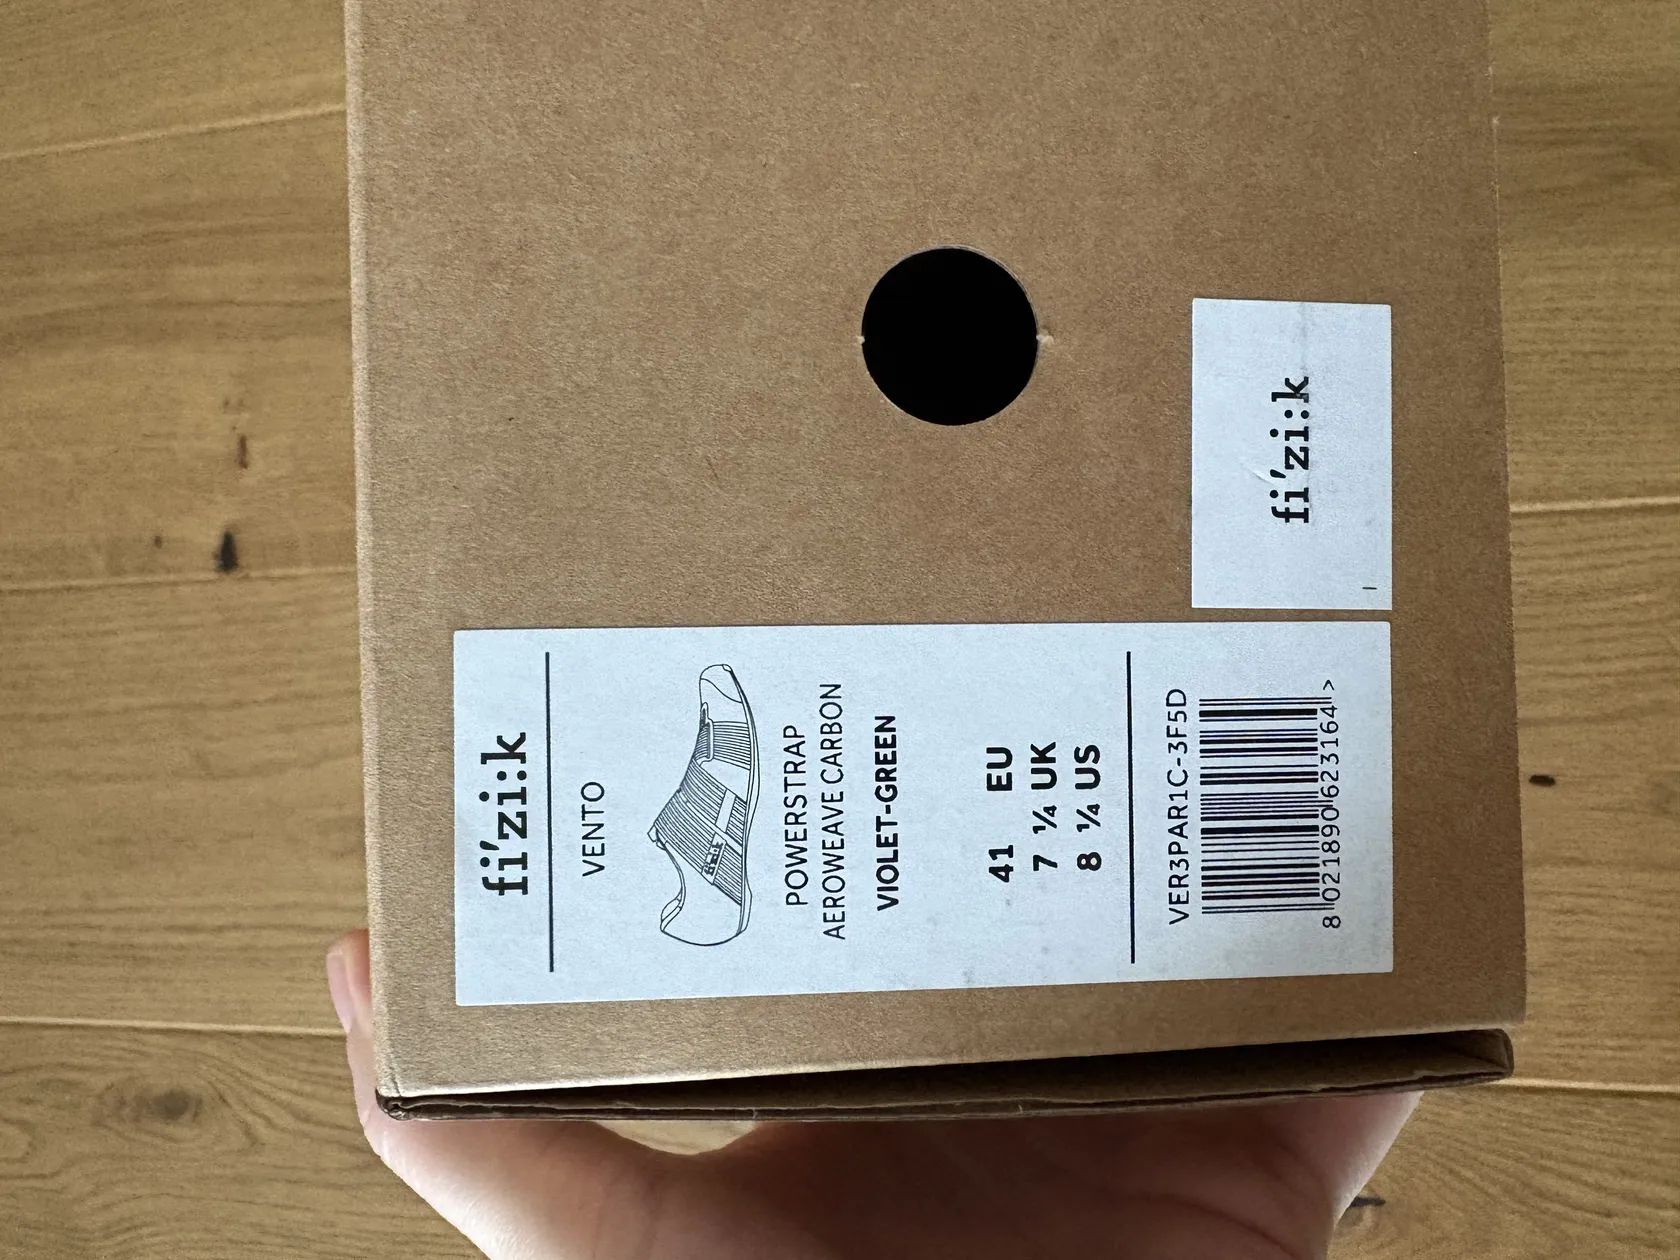 fi'zi:k
VENTO
POWERSTRAP
AEROWEAVE CARBON
VIOLET-GREEN
41 EU
7 ¼ UK
8 ¼ US
VER3PAR1C-3F5D
8 021890 623164 >
fi'zi:k